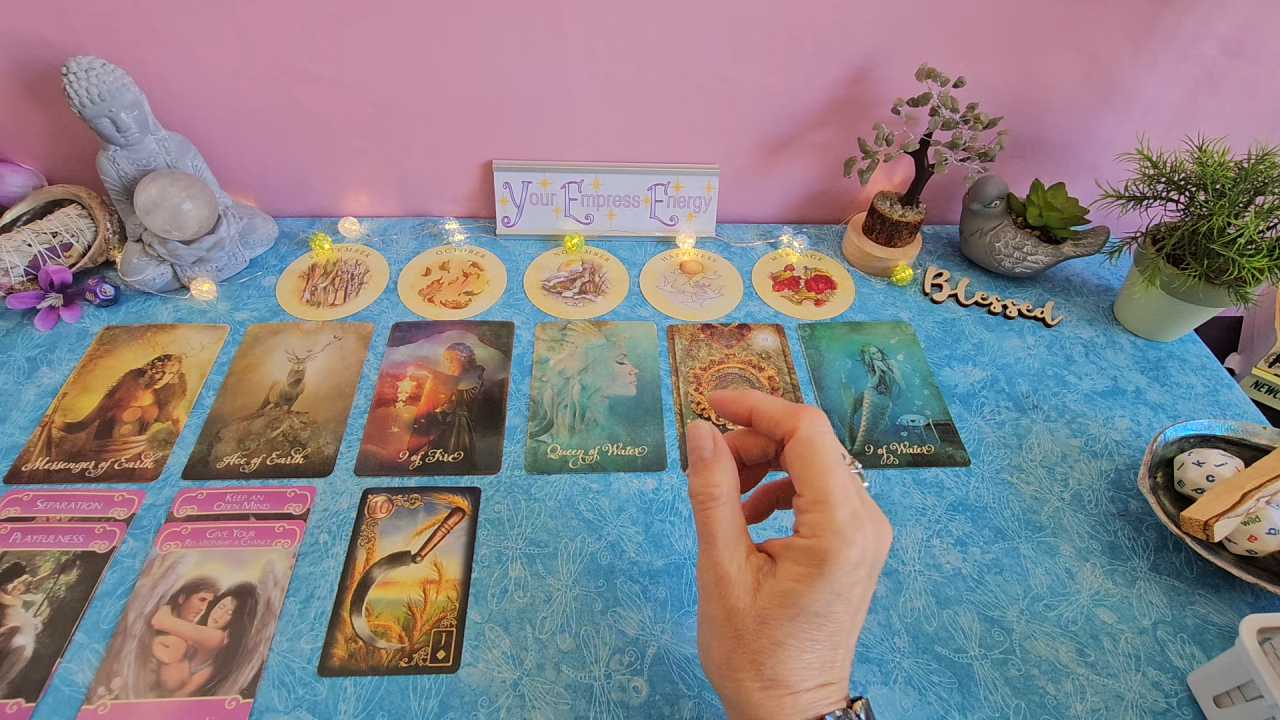 Your Empress Energy
OCTOBER
HAPPINESS
Blessed
Messenger of Earth
Ace of Earth
9 of Fire
Queen of Water
10
9 of Water
SEPARATION
PLAYFULNESS
KEEP AN
OPEN MIND
GIVE YOUR
RELATIONSHIP A CHANCE
10
J